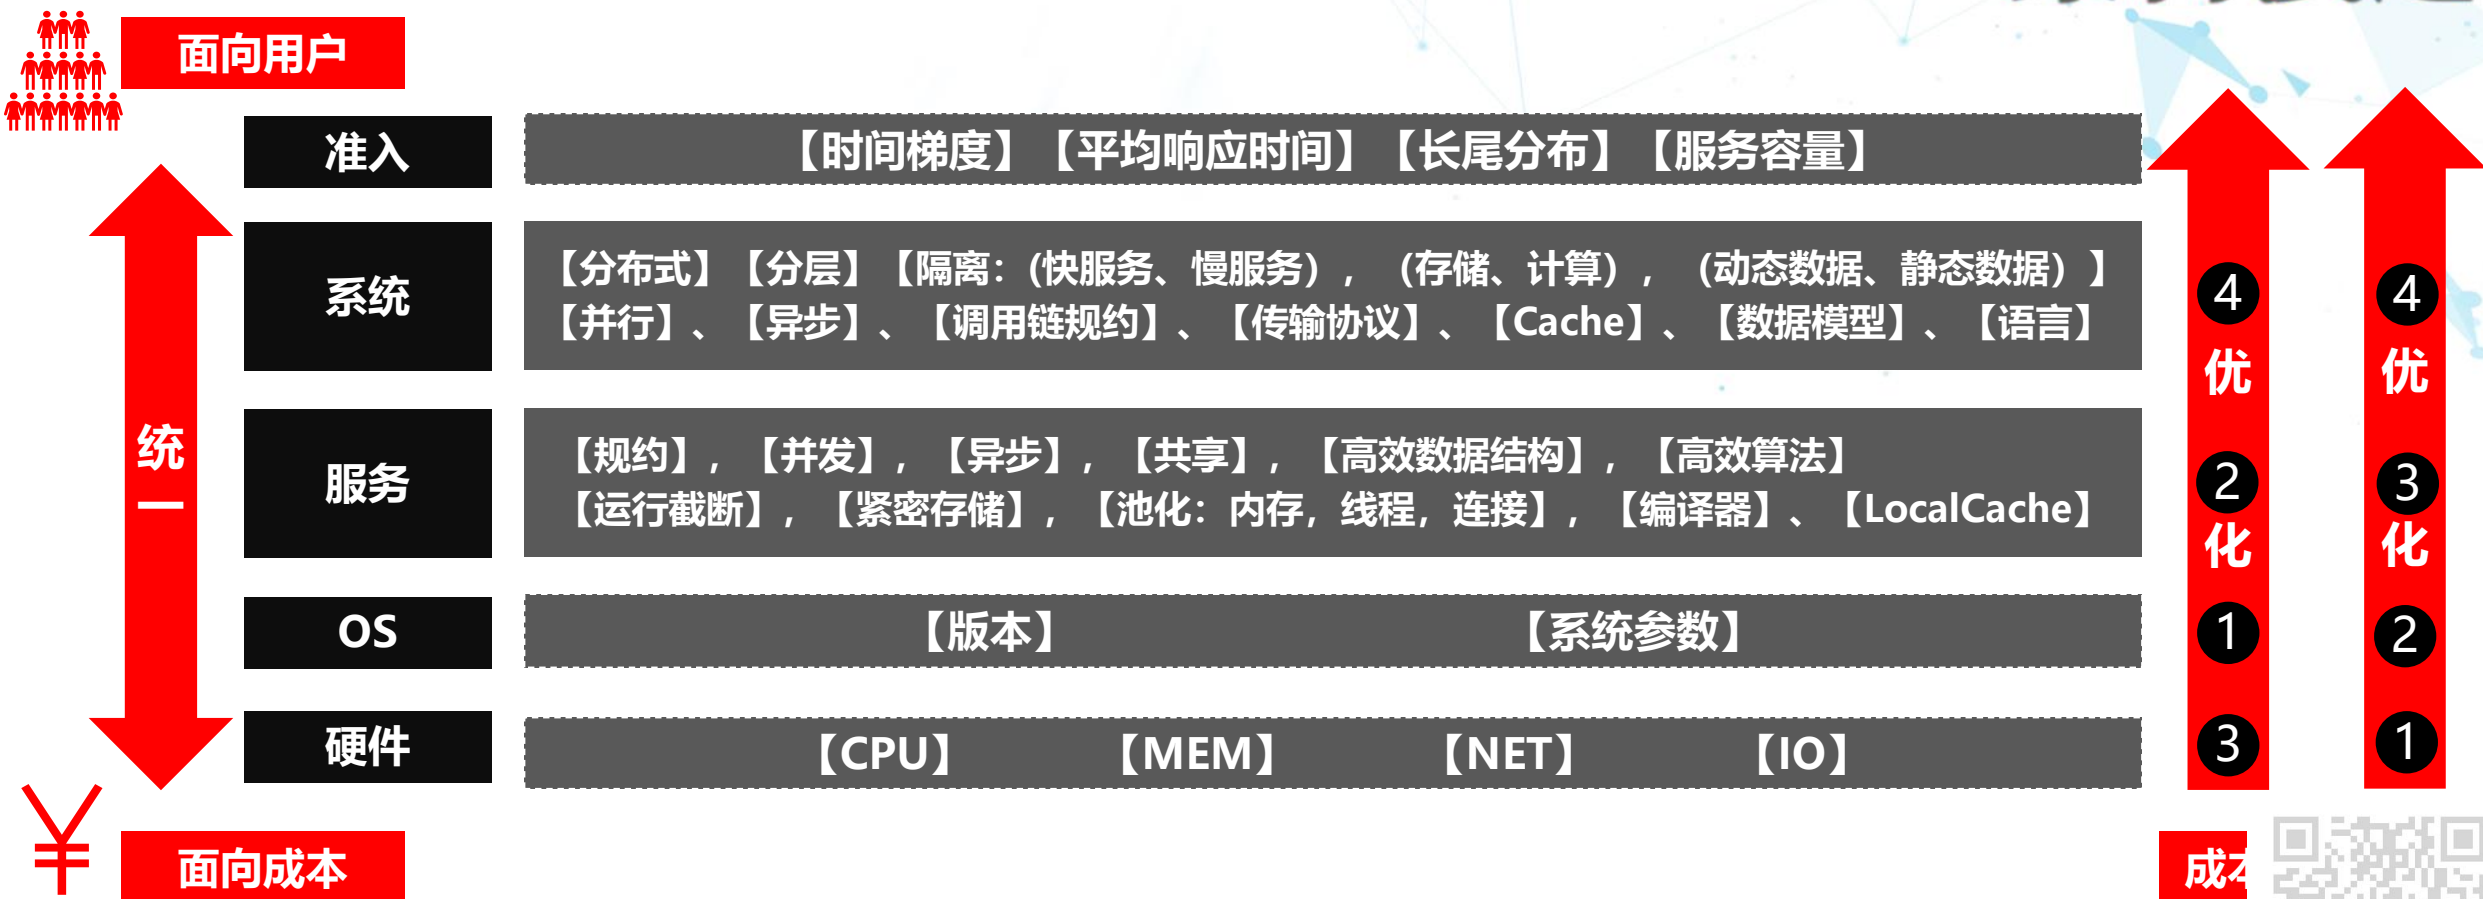 面向用户
准入
【时间梯度】【平均响应时间】【长尾分布】【服务容量】
系统
【分布式】【分层】【隔离：(快服务、慢服务），（存储、计算），（动态数据、静态数据）】
【并行】、【异步】、【调用链规约】、【传输协议】、【Cache】、【数据模型】、【语言】
服务
【规约】，【并发】，【异步】，【共享】，【高效数据结构】，【高效算法】
【运行截断】，【紧密存储】，【池化：内存，线程，连接】，【编译器】、【LocalCache】
OS
【版本】 【系统参数】
硬件
【CPU】 【MEM】 【NET】 【IO】
统一
面向成本
4
优
2
化
1
3
4
优
3
化
2
1
成